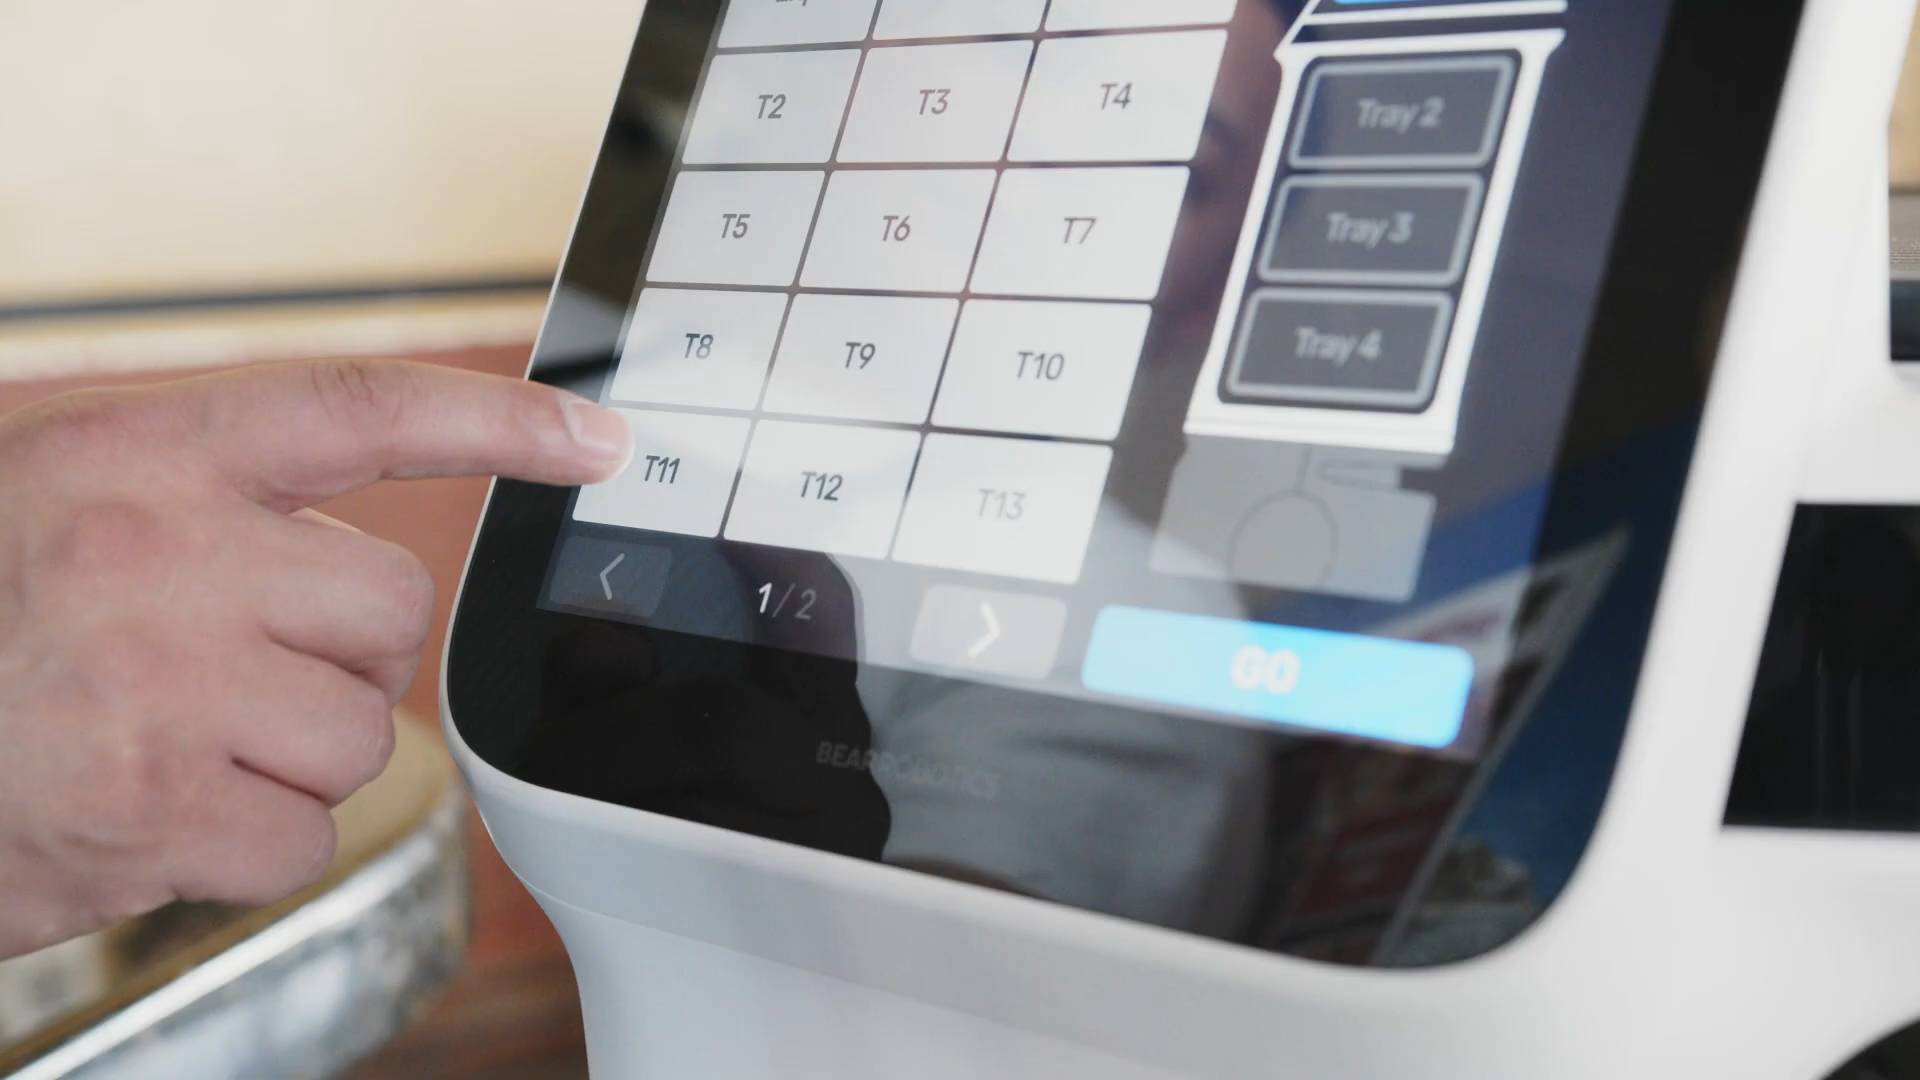 T2 T3 T4
T5 T6 T7
T8 T9 T10
T11 T12 T13
1/2
Tray 2
Tray 3
Tray 4
GO
BEARROBOTICS